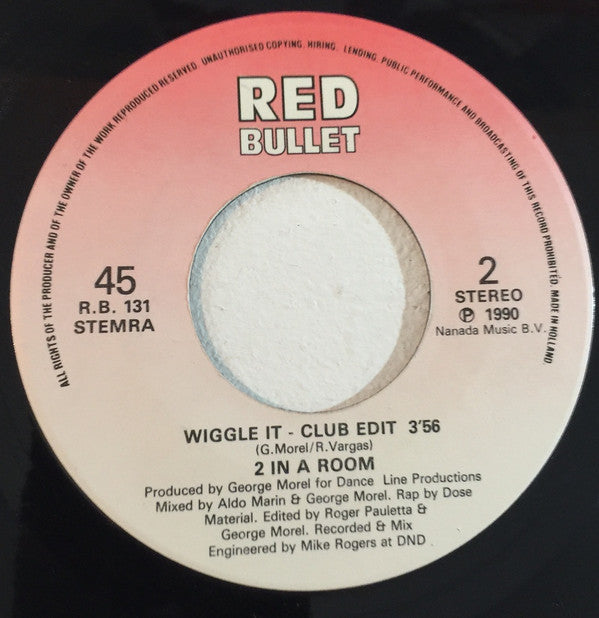 ALL RIGHTS OF THE PRODUCER AND OF THE OWNER OF THE WORK REPRODUCED RESERVED. UNAUTHORISED COPYING, HIRING, LENDING, PUBLIC PERFORMANCE AND BROADCASTING OF THIS RECORD PROHIBITED. MADE IN HOLLAND.
RED
BULLET
45
R.B. 131
STEMRA
2
STEREO
℗ 1990
Nanada Music B.V.
WIGGLE IT - CLUB EDIT 3'56
(G.Morel/R.Vargas)
2 IN A ROOM
Produced by George Morel for Dance Line Productions
Mixed by Aldo Marin & George Morel. Rap by Dose
Material. Edited by Roger Pauletta &
George Morel. Recorded & Mix
Engineered by Mike Rogers at DND .